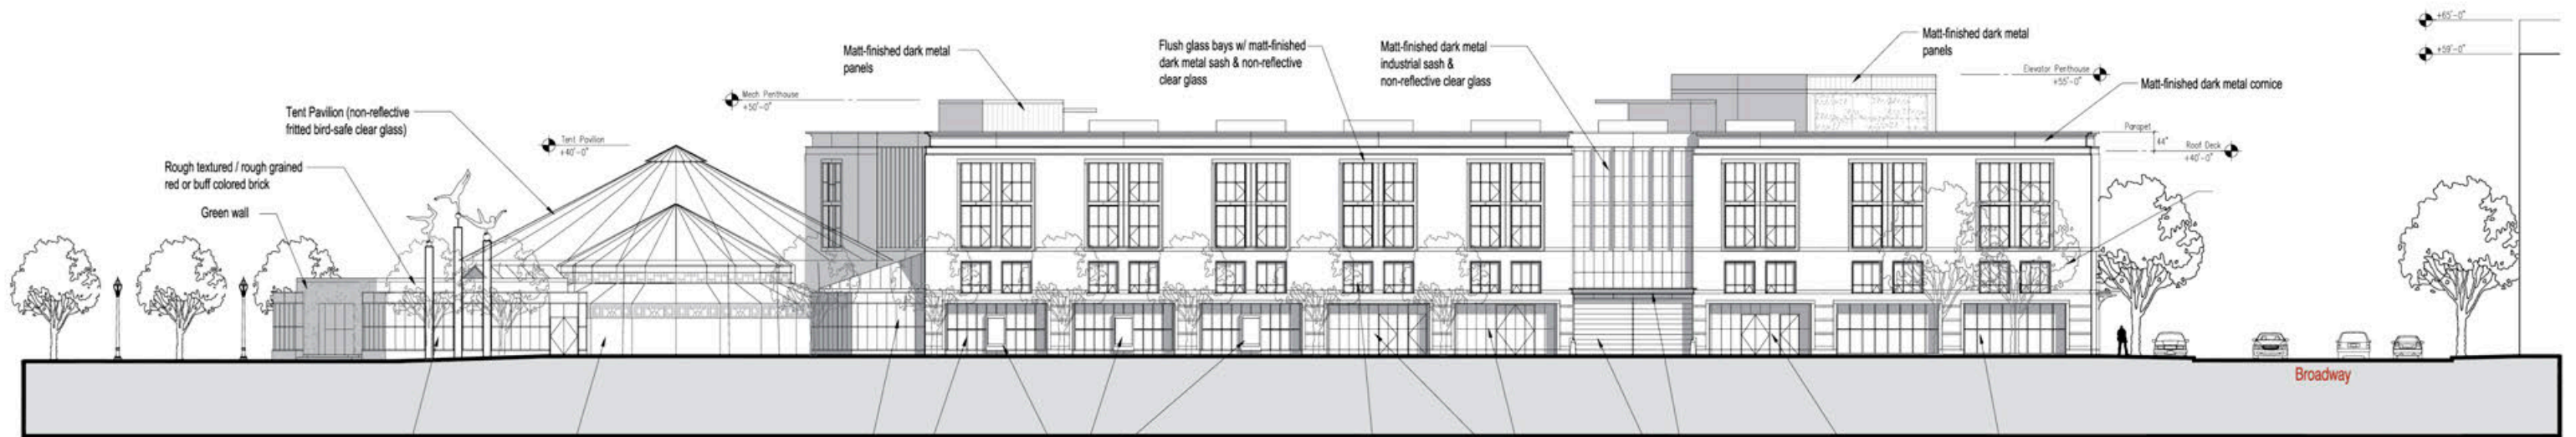 Green wall
Rough textured / rough grained
red or buff colored brick
Tent Pavilion (non-reflective
fritted bird-safe clear glass)
Tent Pavilion
+40'-0"
Mech Penthouse
+50'-0"
Matt-finished dark metal
panels
Flush glass bays w/ matt-finished
dark metal sash & non-reflective
clear glass
Matt-finished dark metal
industrial sash &
non-reflective clear glass
Matt-finished dark metal
panels
Elevator Penthouse
+55'-0"
Matt-finished dark metal cornice
Parapet
44"
Roof Deck
+40'-0"
+65'-0"
+59'-0"
Broadway